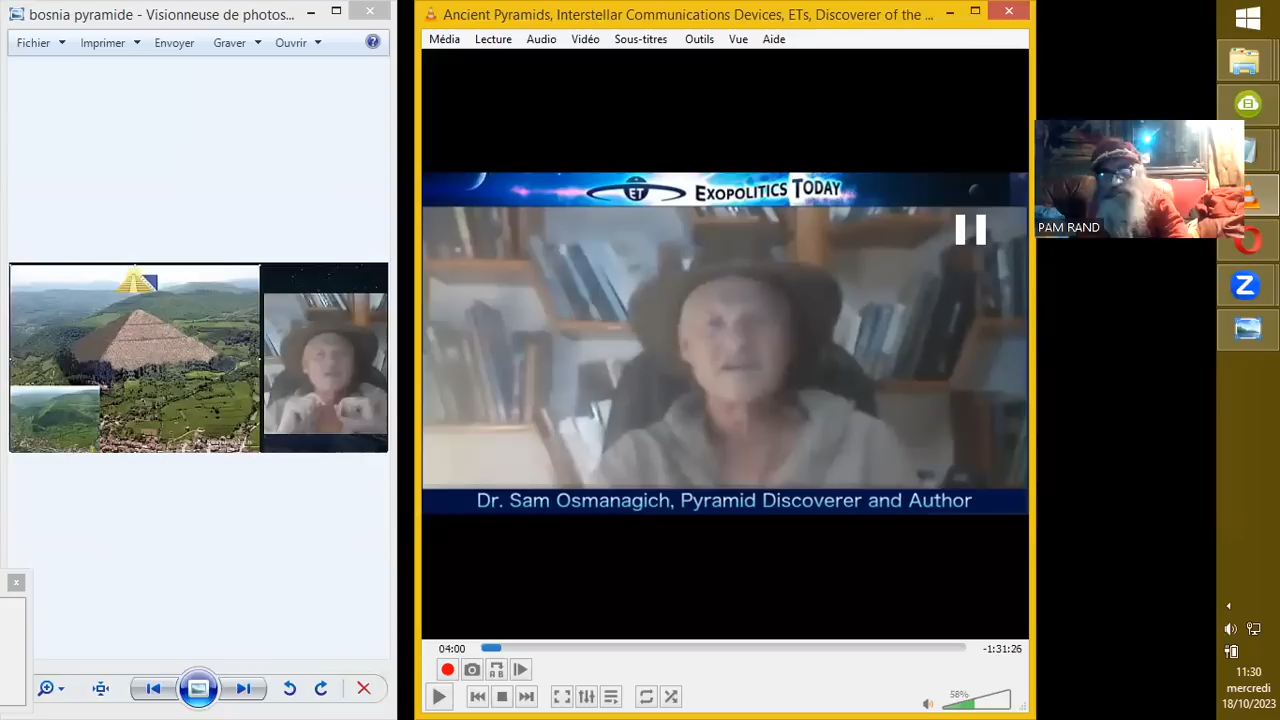 bosnia pyramide - Visionneuse de photos...
Fichier Imprimer Envoyer Graver Ouvrir
Ancient Pyramids, Interstellar Communications Devices, ETs, Discoverer of the ...
Média Lecture Audio Vidéo Sous-titres Outils Vue Aide
ET EXOPOLITICS TODAY
Dr. Sam Osmanagich, Pyramid Discoverer and Author
PAM RAND
04:00 -1:31:26
A B
58%
Z
11:30
mercredi
18/10/2023